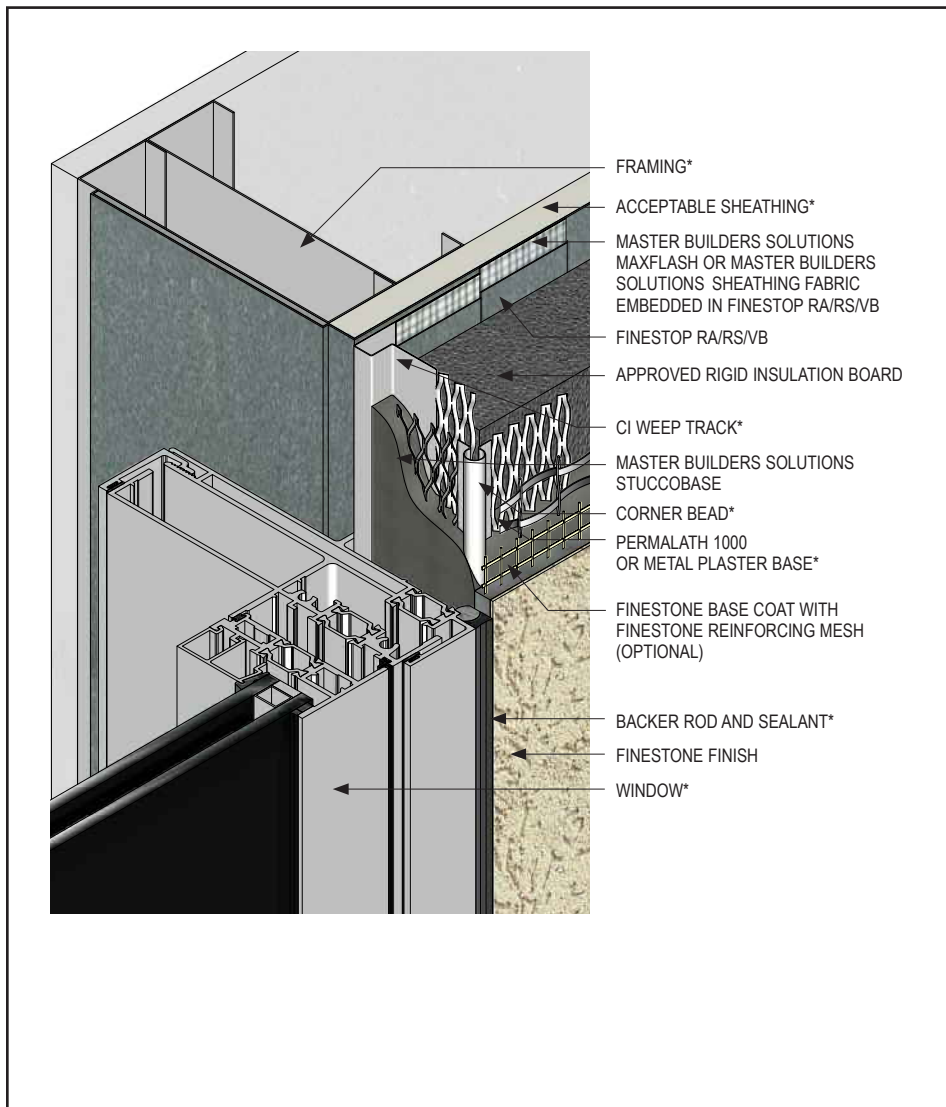 FRAMING*
ACCEPTABLE SHEATHING*
MASTER BUILDERS SOLUTIONS
MAXFLASH OR MASTER BUILDERS
SOLUTIONS SHEATHING FABRIC
EMBEDDED IN FINESTOP RA/RS/VB
FINESTOP RA/RS/VB
APPROVED RIGID INSULATION BOARD
CI WEEP TRACK*
MASTER BUILDERS SOLUTIONS
STUCCOBASE
CORNER BEAD*
PERMALATH 1000
OR METAL PLASTER BASE*
FINESTONE BASE COAT WITH
FINESTONE REINFORCING MESH
(OPTIONAL)
BACKER ROD AND SEALANT*
FINESTONE FINISH
WINDOW*